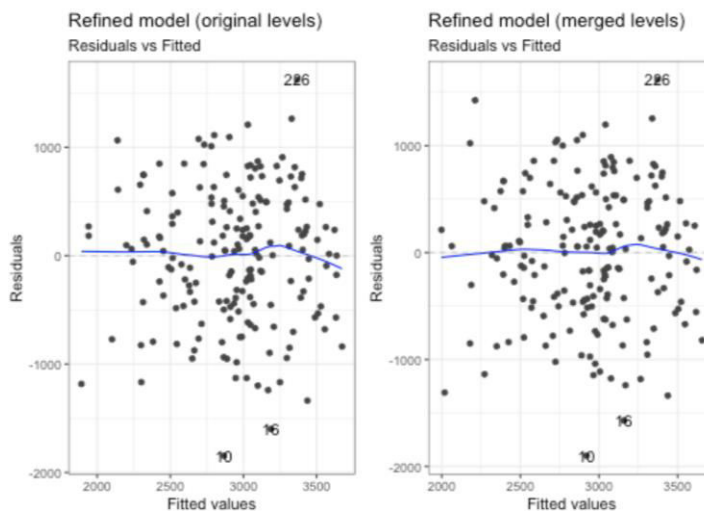 Refined model (original levels)
Residuals vs Fitted
226
1000
0
-1000
-2000
Residuals
16
10
2000 2500 3000 3500
Fitted values
Refined model (merged levels)
Residuals vs Fitted
226
1000
0
-1000
-2000
Residuals
16
10
2000 2500 3000 3500
Fitted values